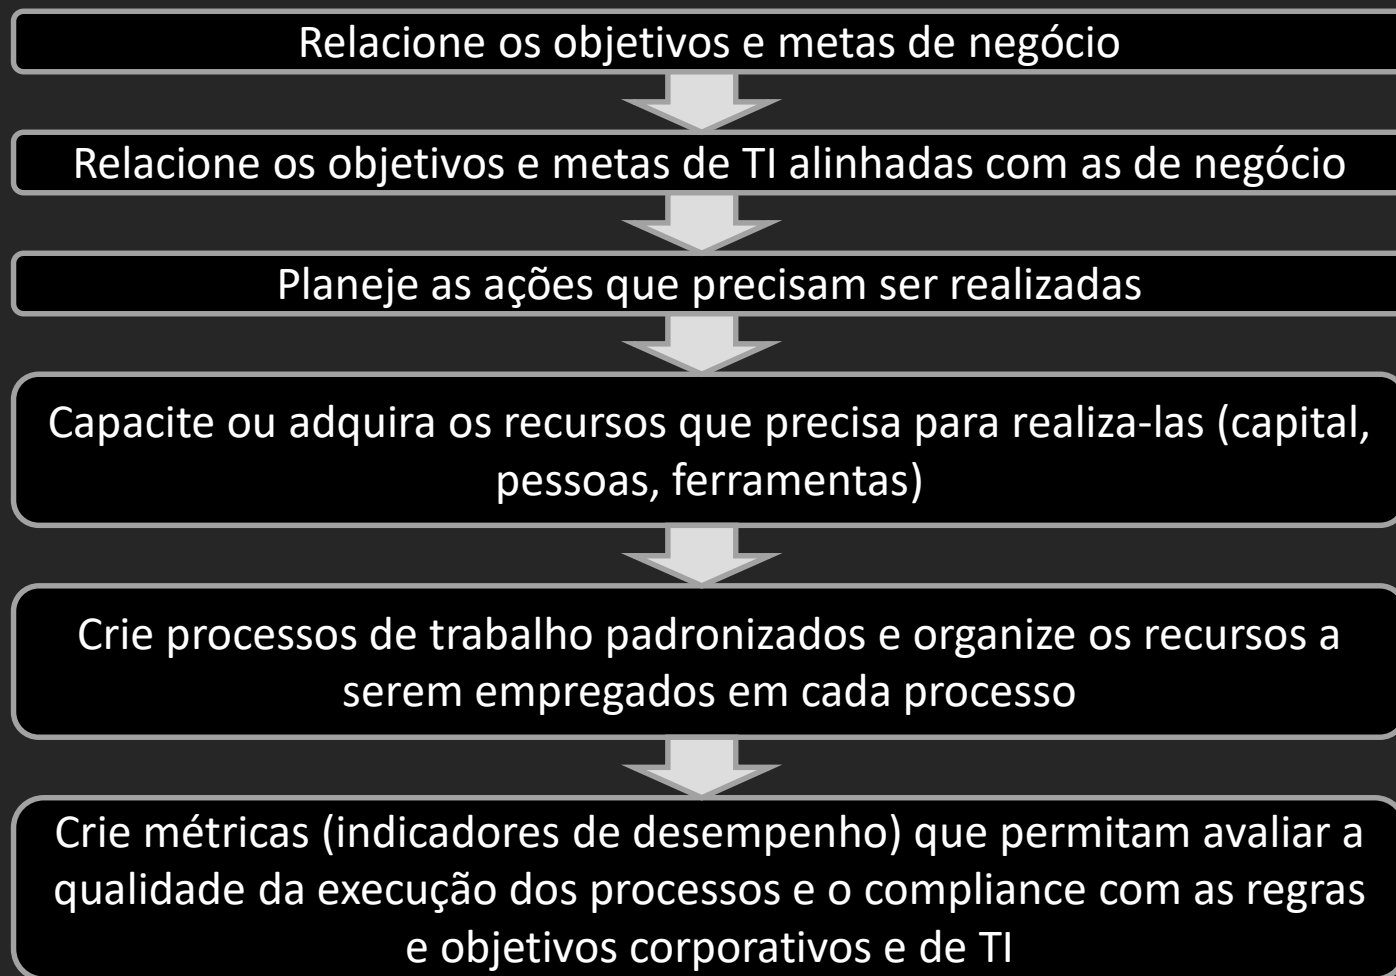 Relacione os objetivos e metas de negócio
Relacione os objetivos e metas de TI alinhadas com as de negócio
Planeje as ações que precisam ser realizadas
Capacite ou adquira os recursos que precisa para realiza-las (capital,
pessoas, ferramentas)
Crie processos de trabalho padronizados e organize os recursos a
serem empregados em cada processo
Crie métricas (indicadores de desempenho) que permitam avaliar a
qualidade da execução dos processos e o compliance com as regras
e objetivos corporativos e de TI